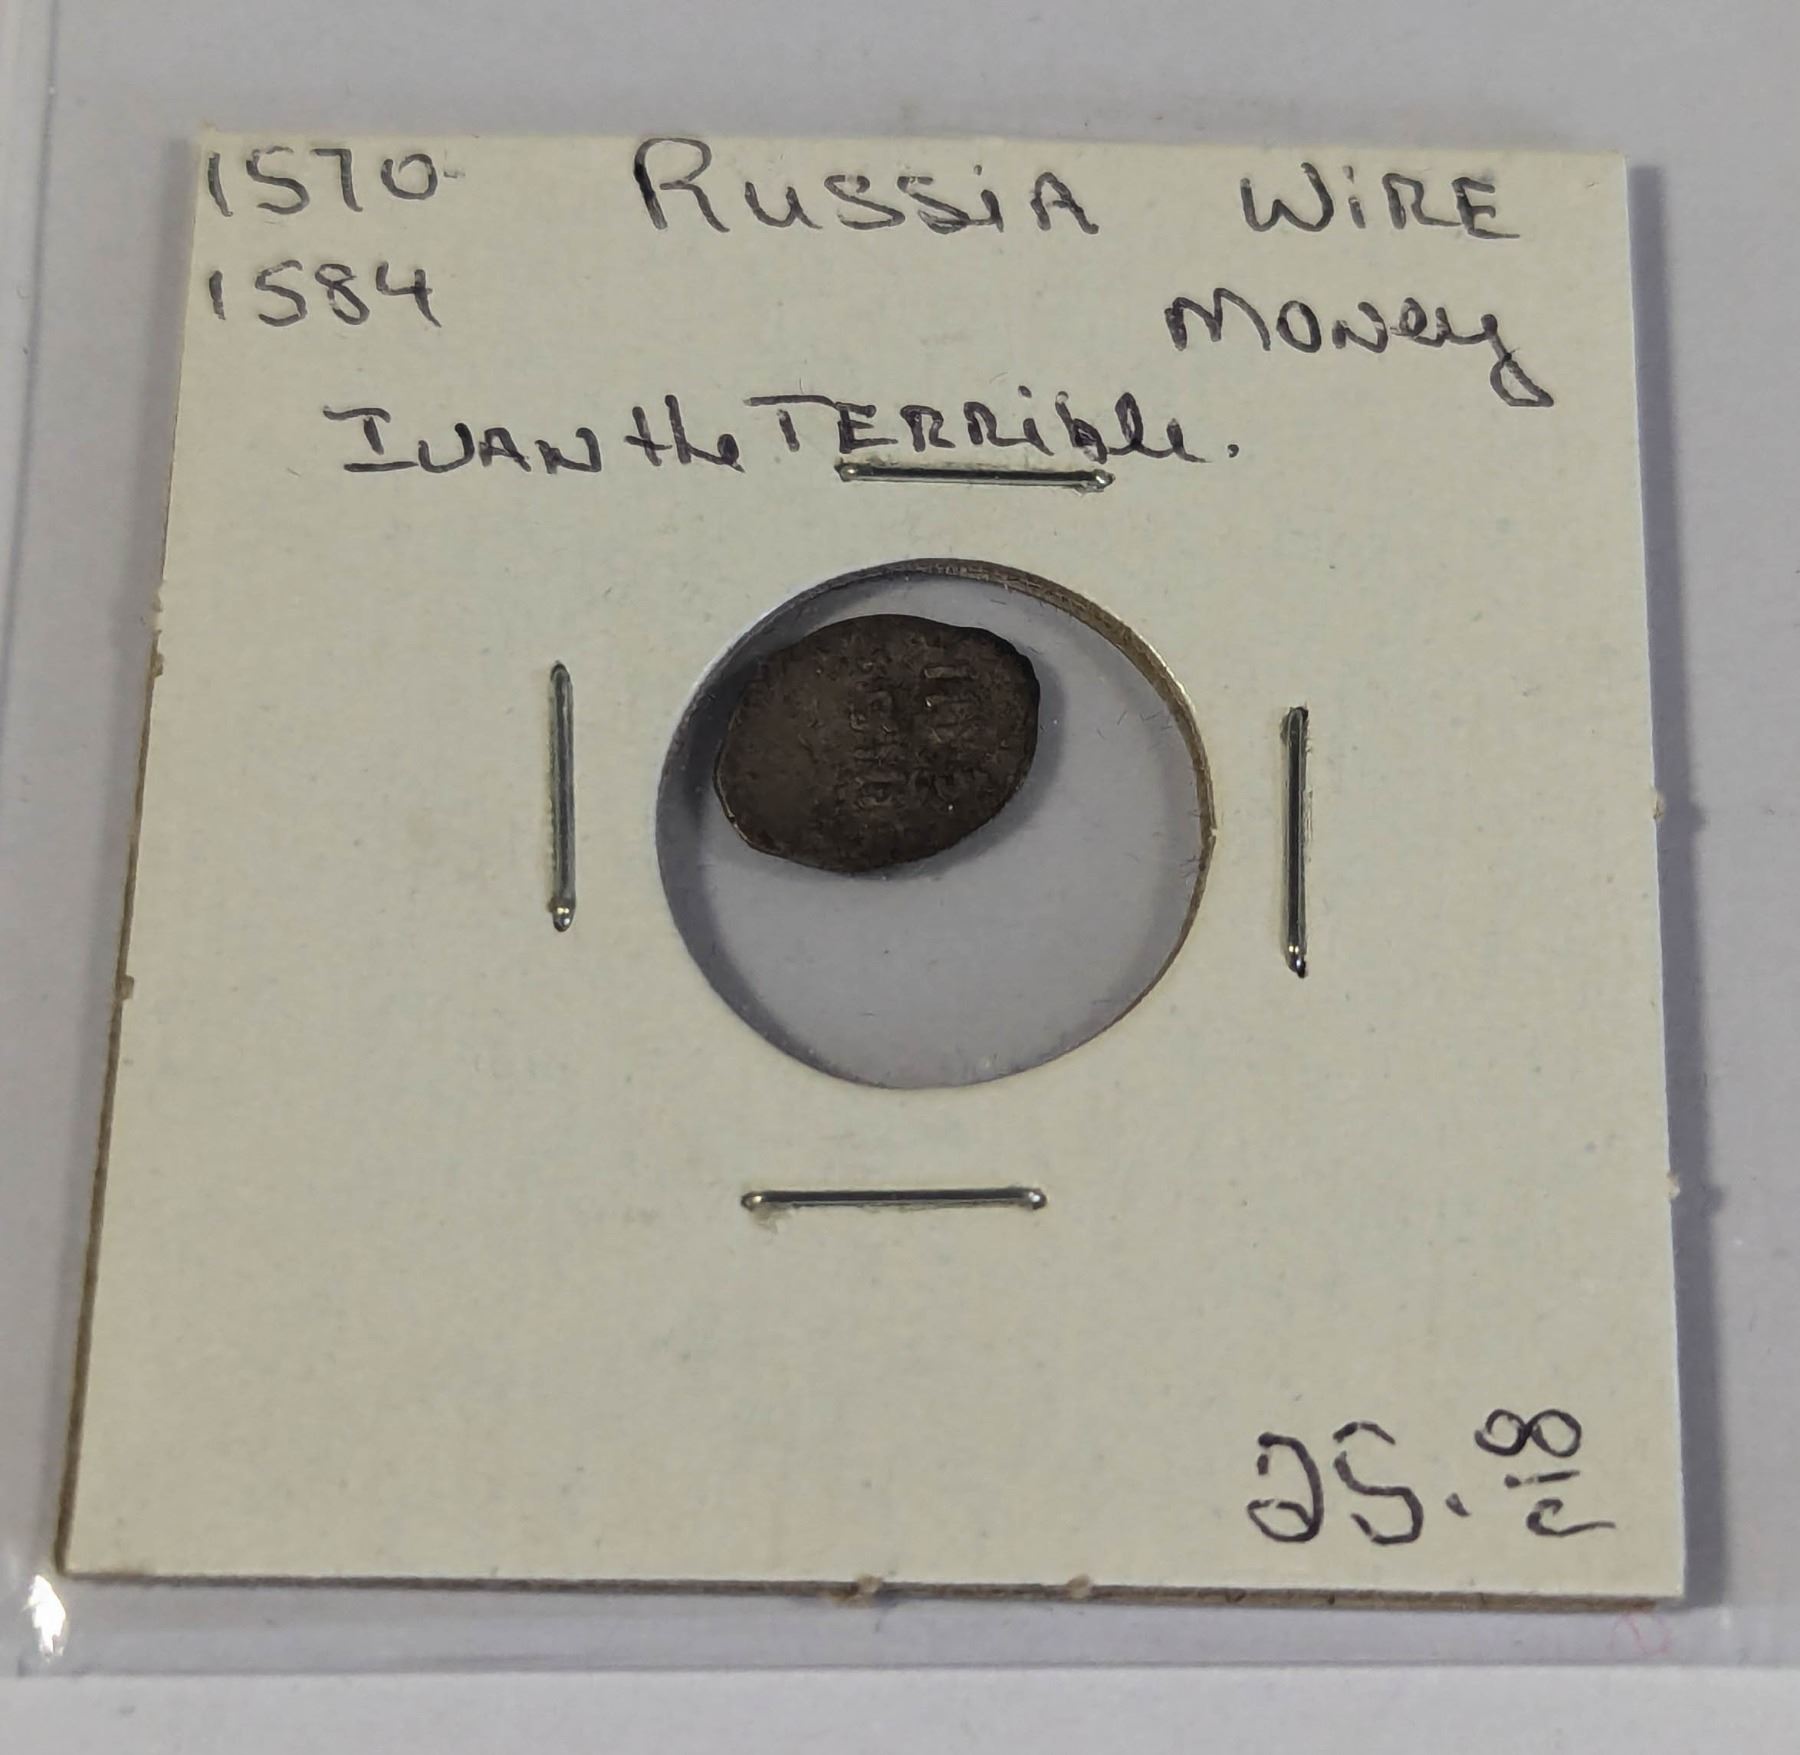 1570- RUSSiA WiRE
1584 MONey
IVAN the TERRible.
25.00